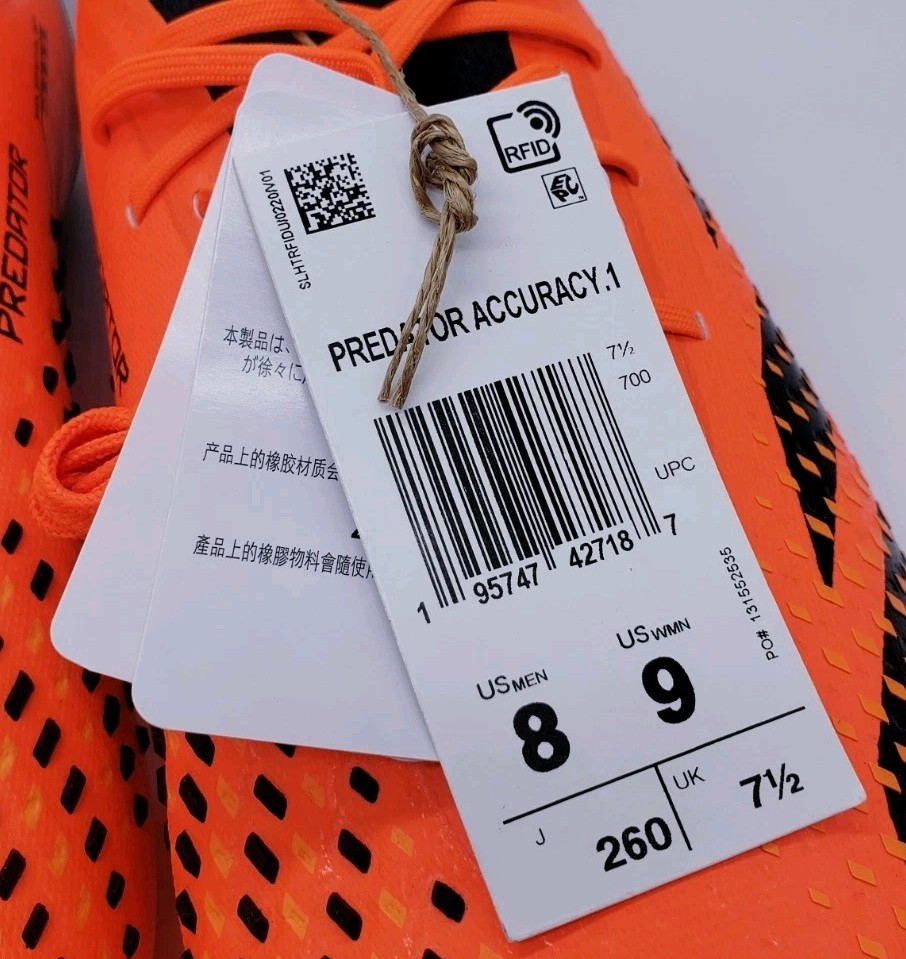 PREDATOR
RFID
EPC
SLHTRFIDUI0220N01
PREDATOR ACCURACY.1
7½
700
UPC
1 95747 42718 7
PO# 131552535
US MEN
8
US WMN
9
J
260
UK
7½
本製品は、
が徐々に
产品上的橡胶材质会
產品上的橡膠物料會隨使用